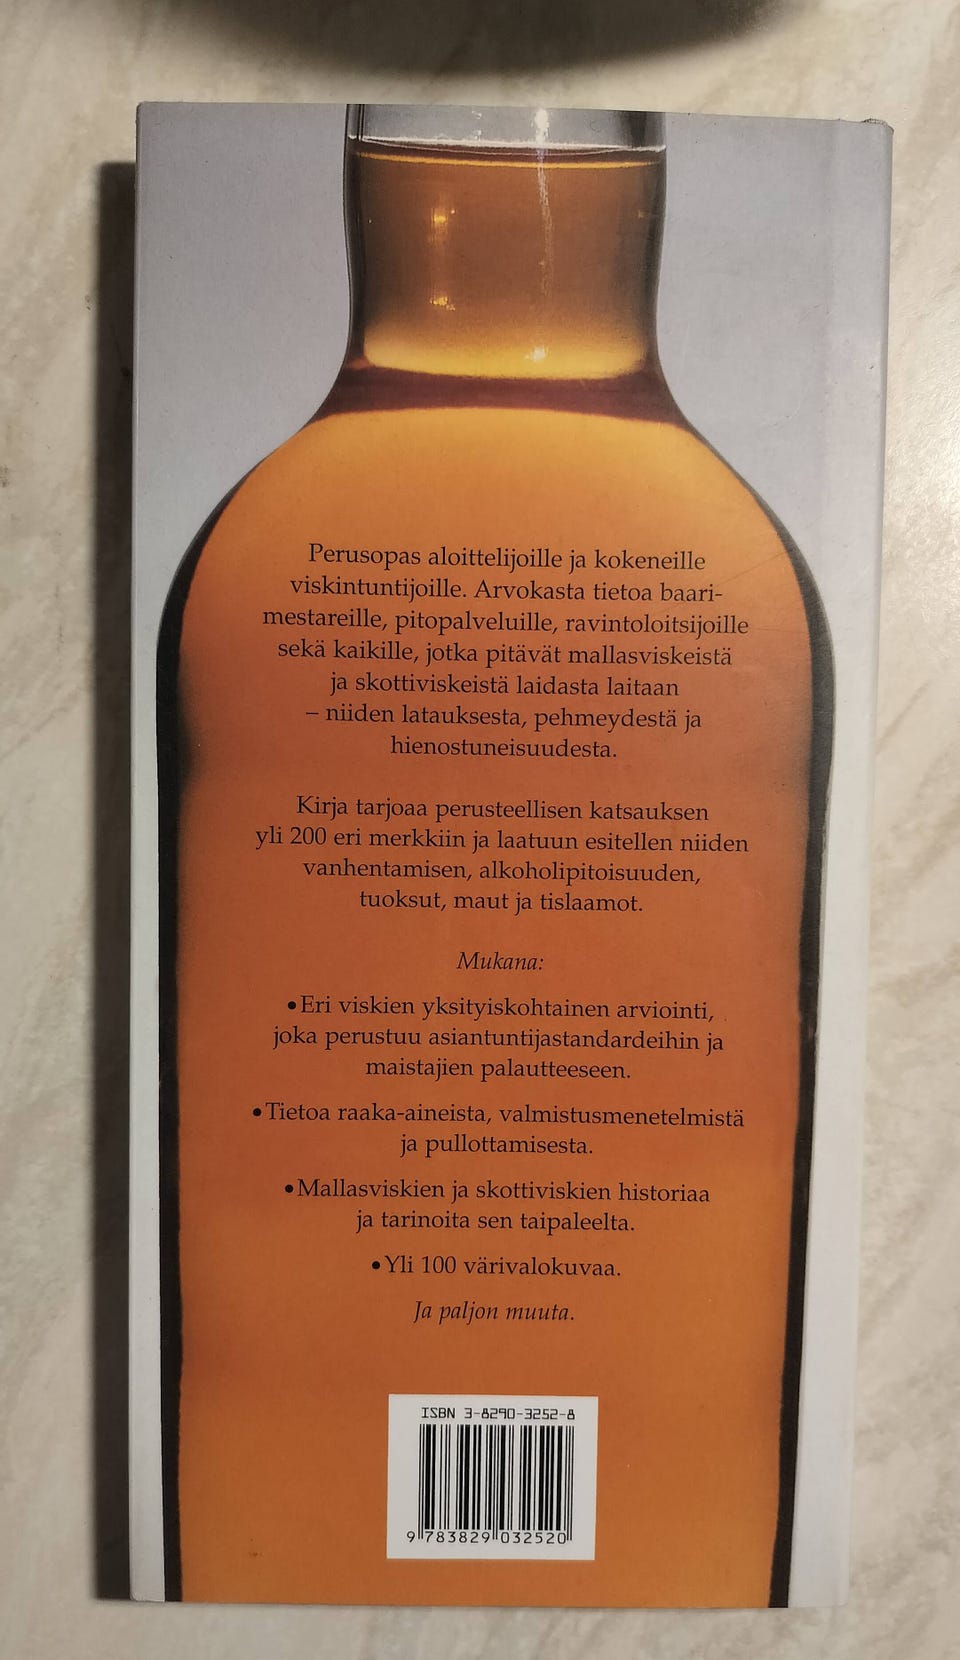 Perusopas aloittelijoille ja kokeneille
viskintuntijoille. Arvokasta tietoa baari-
mestareille, pitopalveluille, ravintoloitsijoille
sekä kaikille, jotka pitävät mallasviskeistä
ja skottiviskeistä laidasta laitaan
– niiden latauksesta, pehmeydestä ja
hienostuneisuudesta.
Kirja tarjoaa perusteellisen katsauksen
yli 200 eri merkkiin ja laatuun esitellen niiden
vanhentamisen, alkoholipitoisuuden,
tuoksut, maut ja tislaamot.
Mukana:
•Eri viskien yksityiskohtainen arviointi,
joka perustuu asiantuntijastandardeihin ja
maistajien palautteeseen.
•Tietoa raaka-aineista, valmistusmenetelmistä
ja pullottamisesta.
•Mallasviskien ja skottiviskien historiaa
ja tarinoita sen taipaleelta.
•Yli 100 värivalokuvaa.
Ja paljon muuta.
ISBN 3-8290-3252-8
9 783829 032520